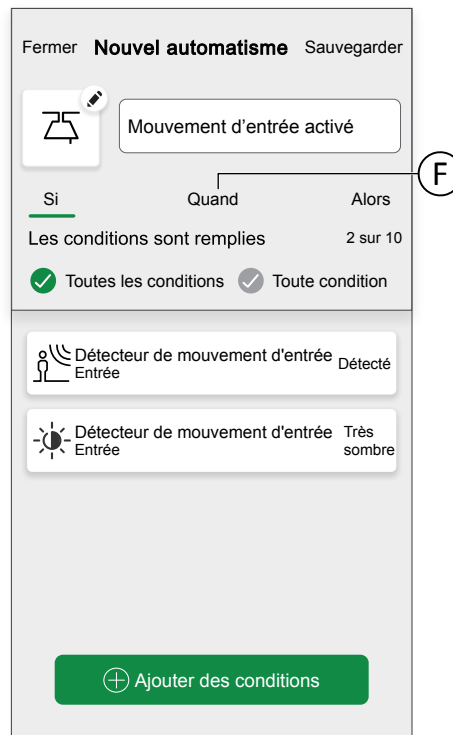 Fermer Nouvel automatisme Sauvegarder
Mouvement d’entrée activé
F
Si Quand Alors
Les conditions sont remplies 2 sur 10
Toutes les conditions Toute condition
Détecteur de mouvement d'entrée Détecté
Entrée
Détecteur de mouvement d'entrée Très
Entrée sombre
Ajouter des conditions